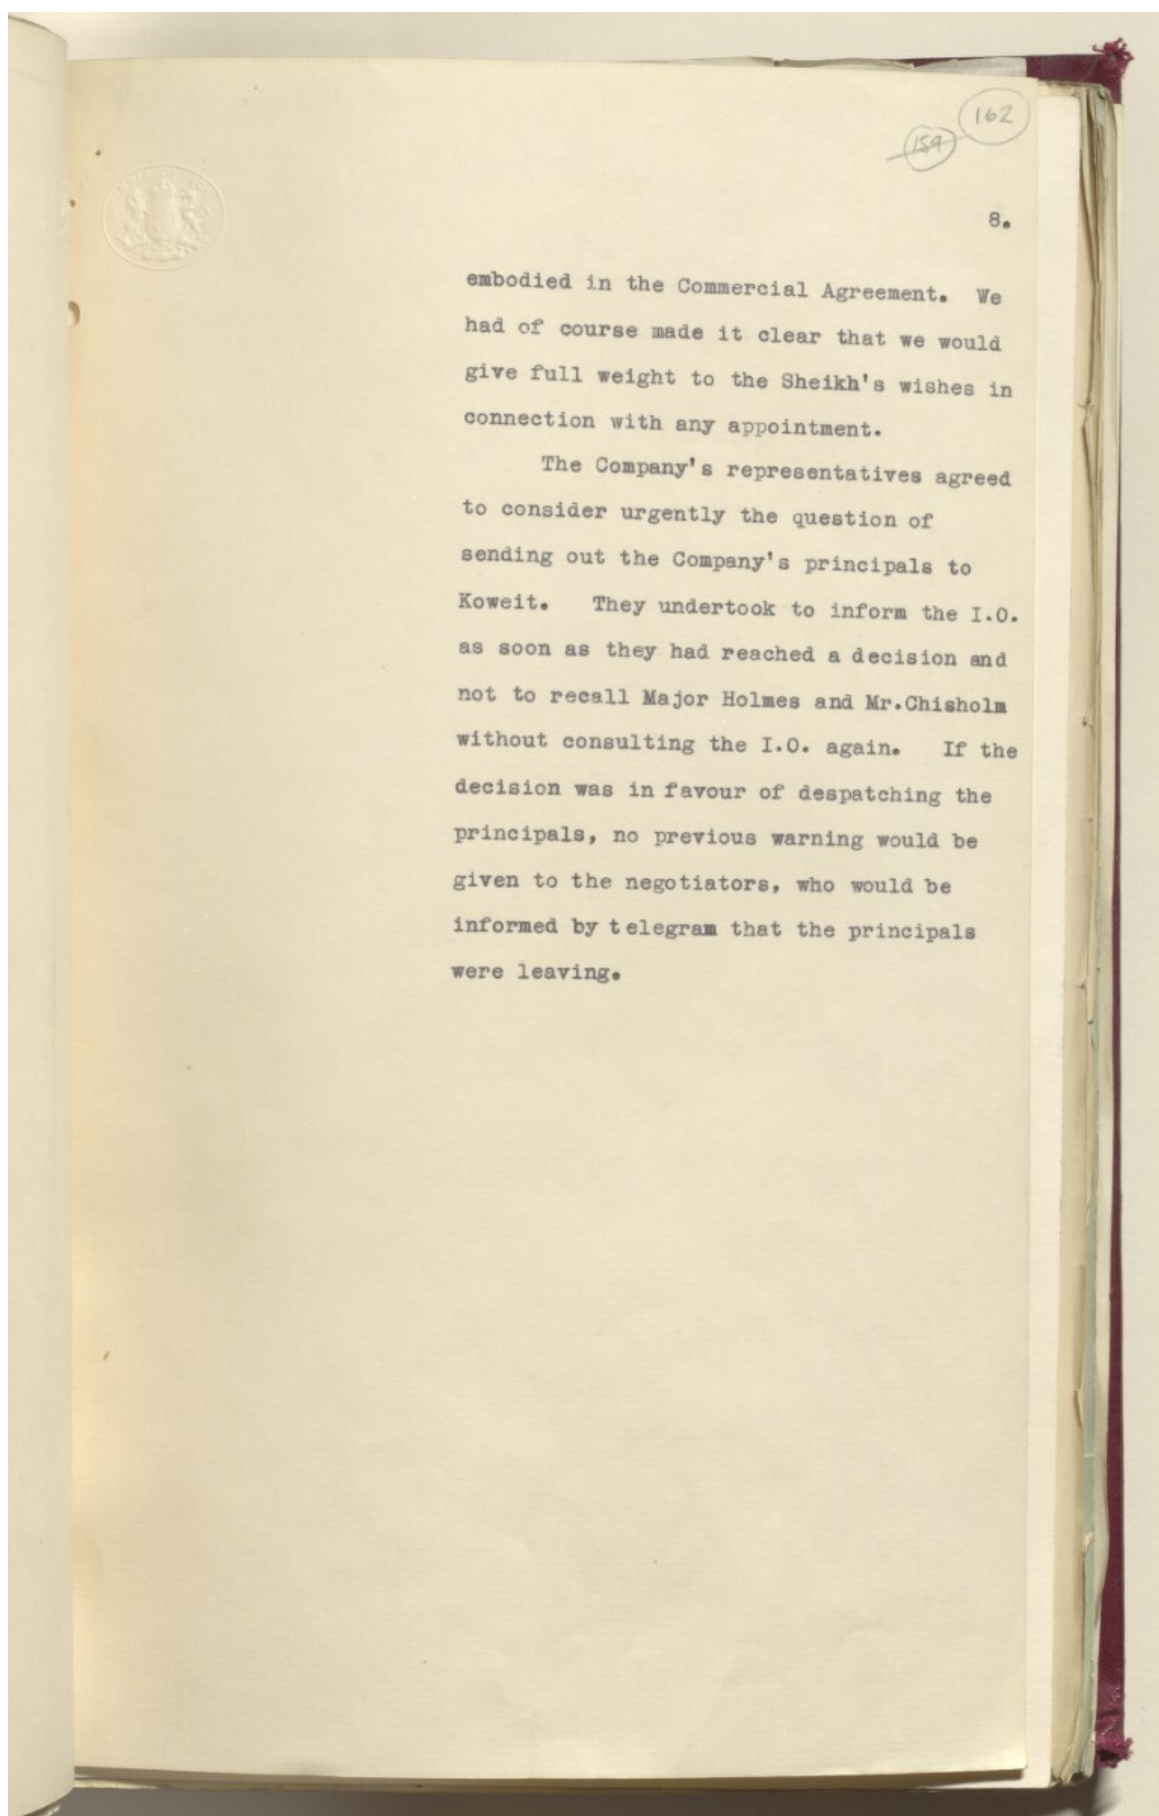 162
159
8.
embodied in the Commercial Agreement. We
had of course made it clear that we would
give full weight to the Sheikh's wishes in
connection with any appointment.
The Company's representatives agreed
to consider urgently the question of
sending out the Company's principals to
Koweit. They undertook to inform the I.O.
as soon as they had reached a decision and
not to recall Major Holmes and Mr.Chisholm
without consulting the I.O. again. If the
decision was in favour of despatching the
principals, no previous warning would be
given to the negotiators, who would be
informed by telegram that the principals
were leaving.